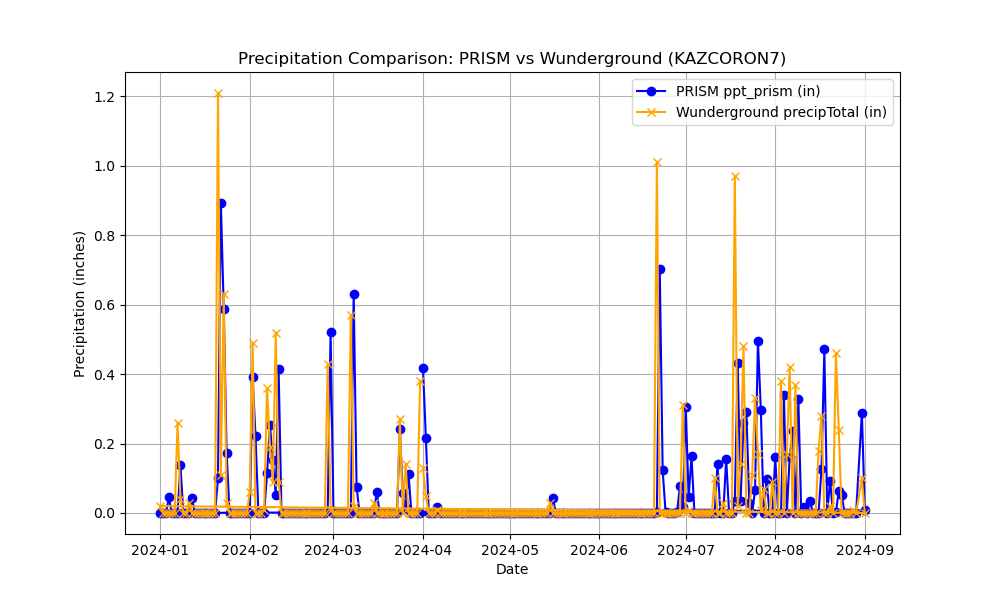 Precipitation Comparison: PRISM vs Wunderground (KAZCORON7)
PRISM ppt_prism (in)
Wunderground precipTotal (in)
1.2
1.0
0.8
0.6
0.4
0.2
0.0
Precipitation (inches)
2024-01 2024-02 2024-03 2024-04 2024-05 2024-06 2024-07 2024-08 2024-09
Date